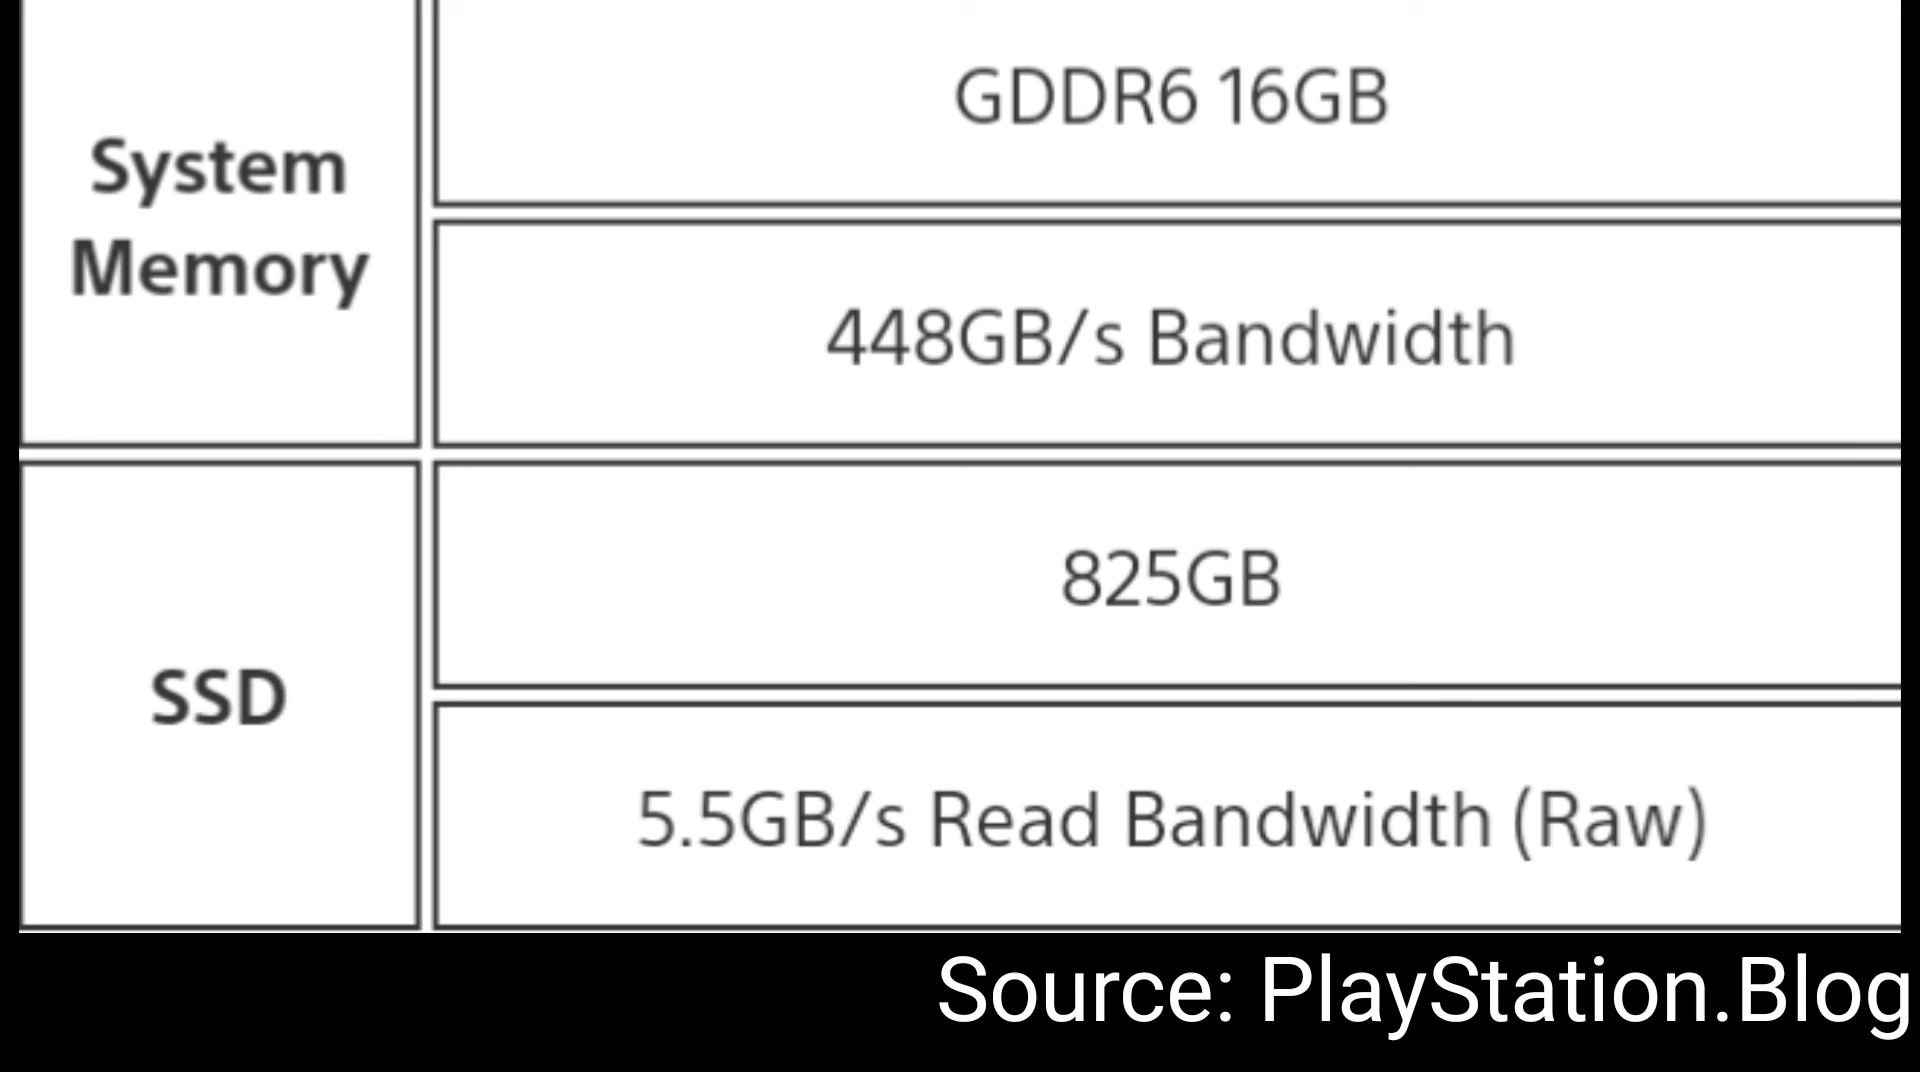 System
Memory
GDDR6 16GB
448GB/s Bandwidth
SSD
825GB
5.5GB/s Read Bandwidth (Raw)
Source: PlayStation.Blog